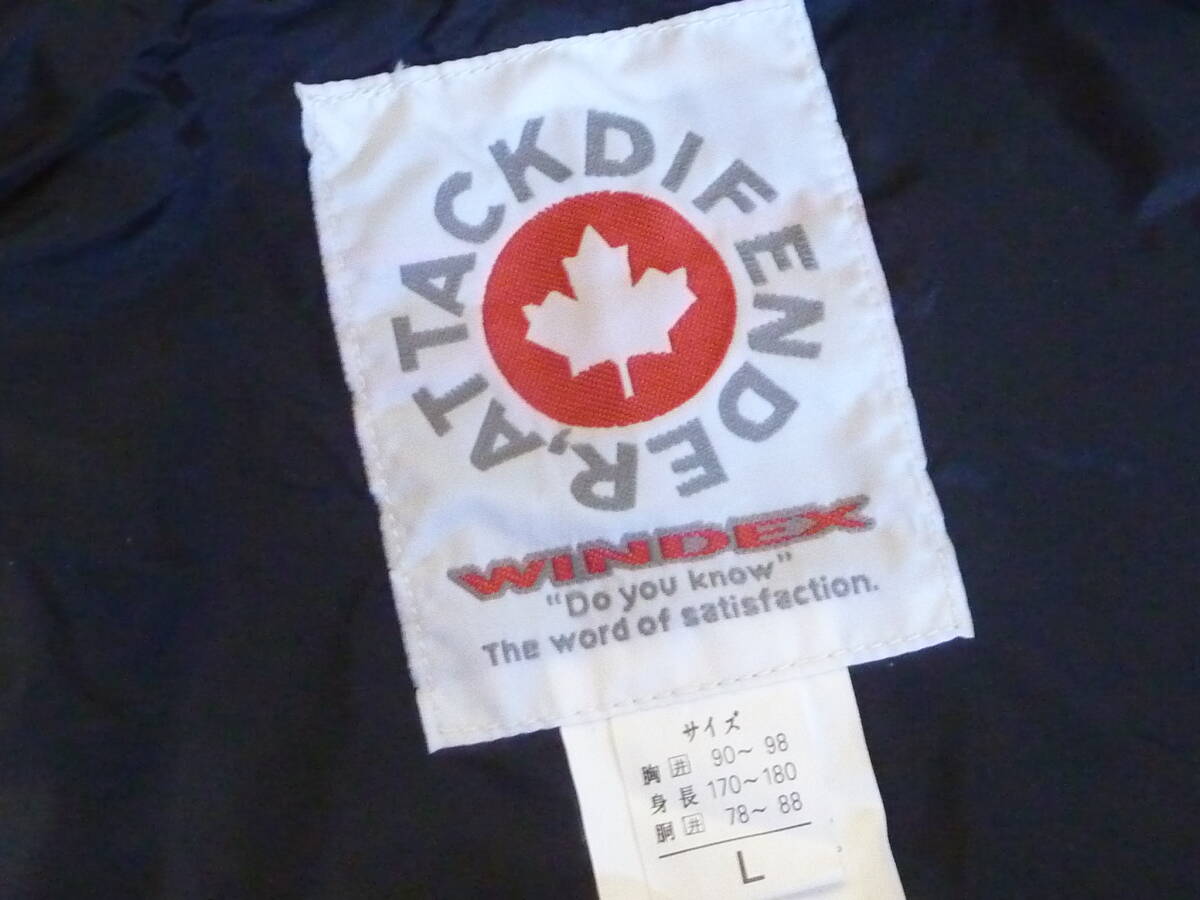 ATTACKDIFENDER,
WINDEX
“Do you know”
The word of satisfaction.
サイズ
胸囲 90～ 98
身長 170～180
胴囲 78～ 88
L